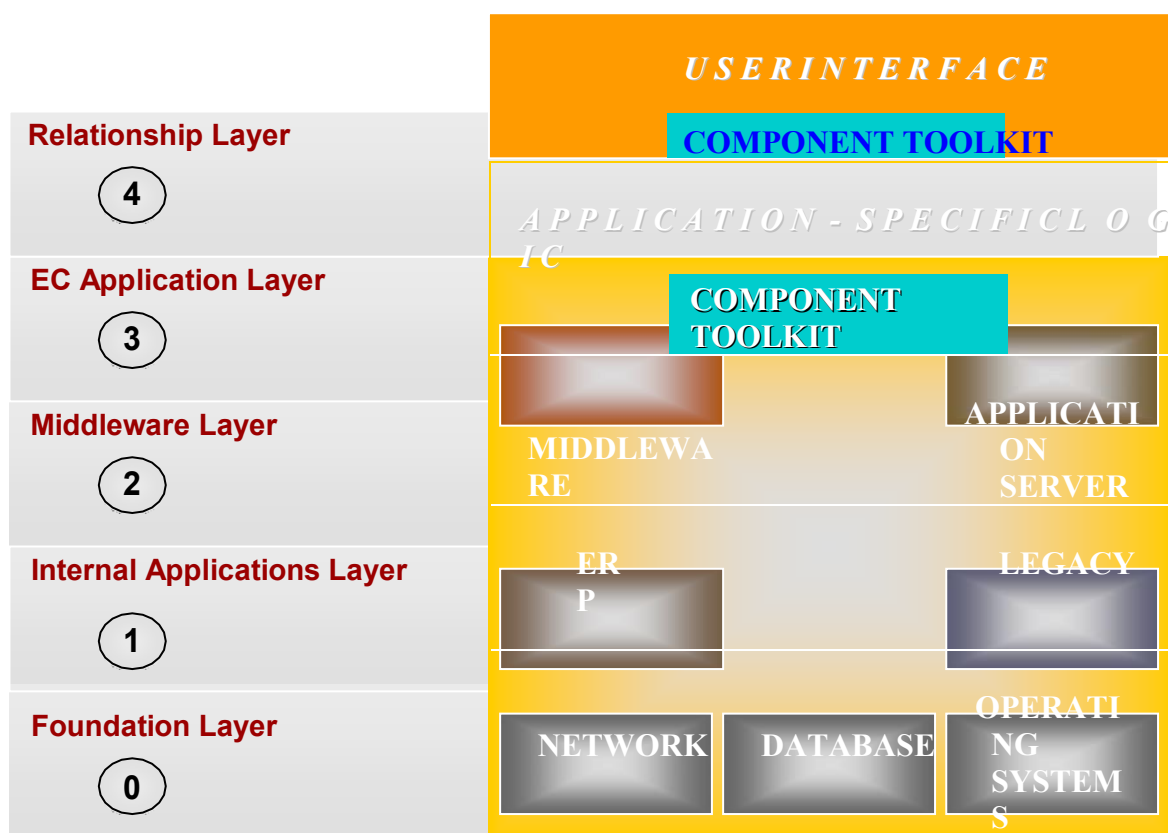 U S E R I N T E R F A C E
Relationship Layer
COMPONENT TOOLKIT
4
A P P L I C A T I O N - S P E C I F I C L O G
I C
EC Application Layer
COMPONENT
TOOLKIT
3
Middleware Layer
MIDDLEWA
RE
APPLICATI
ON
SERVER
2
Internal Applications Layer
ER
P
LEGACY
1
Foundation Layer
NETWORK
DATABASE
OPERATI
NG
SYSTEM
S
0